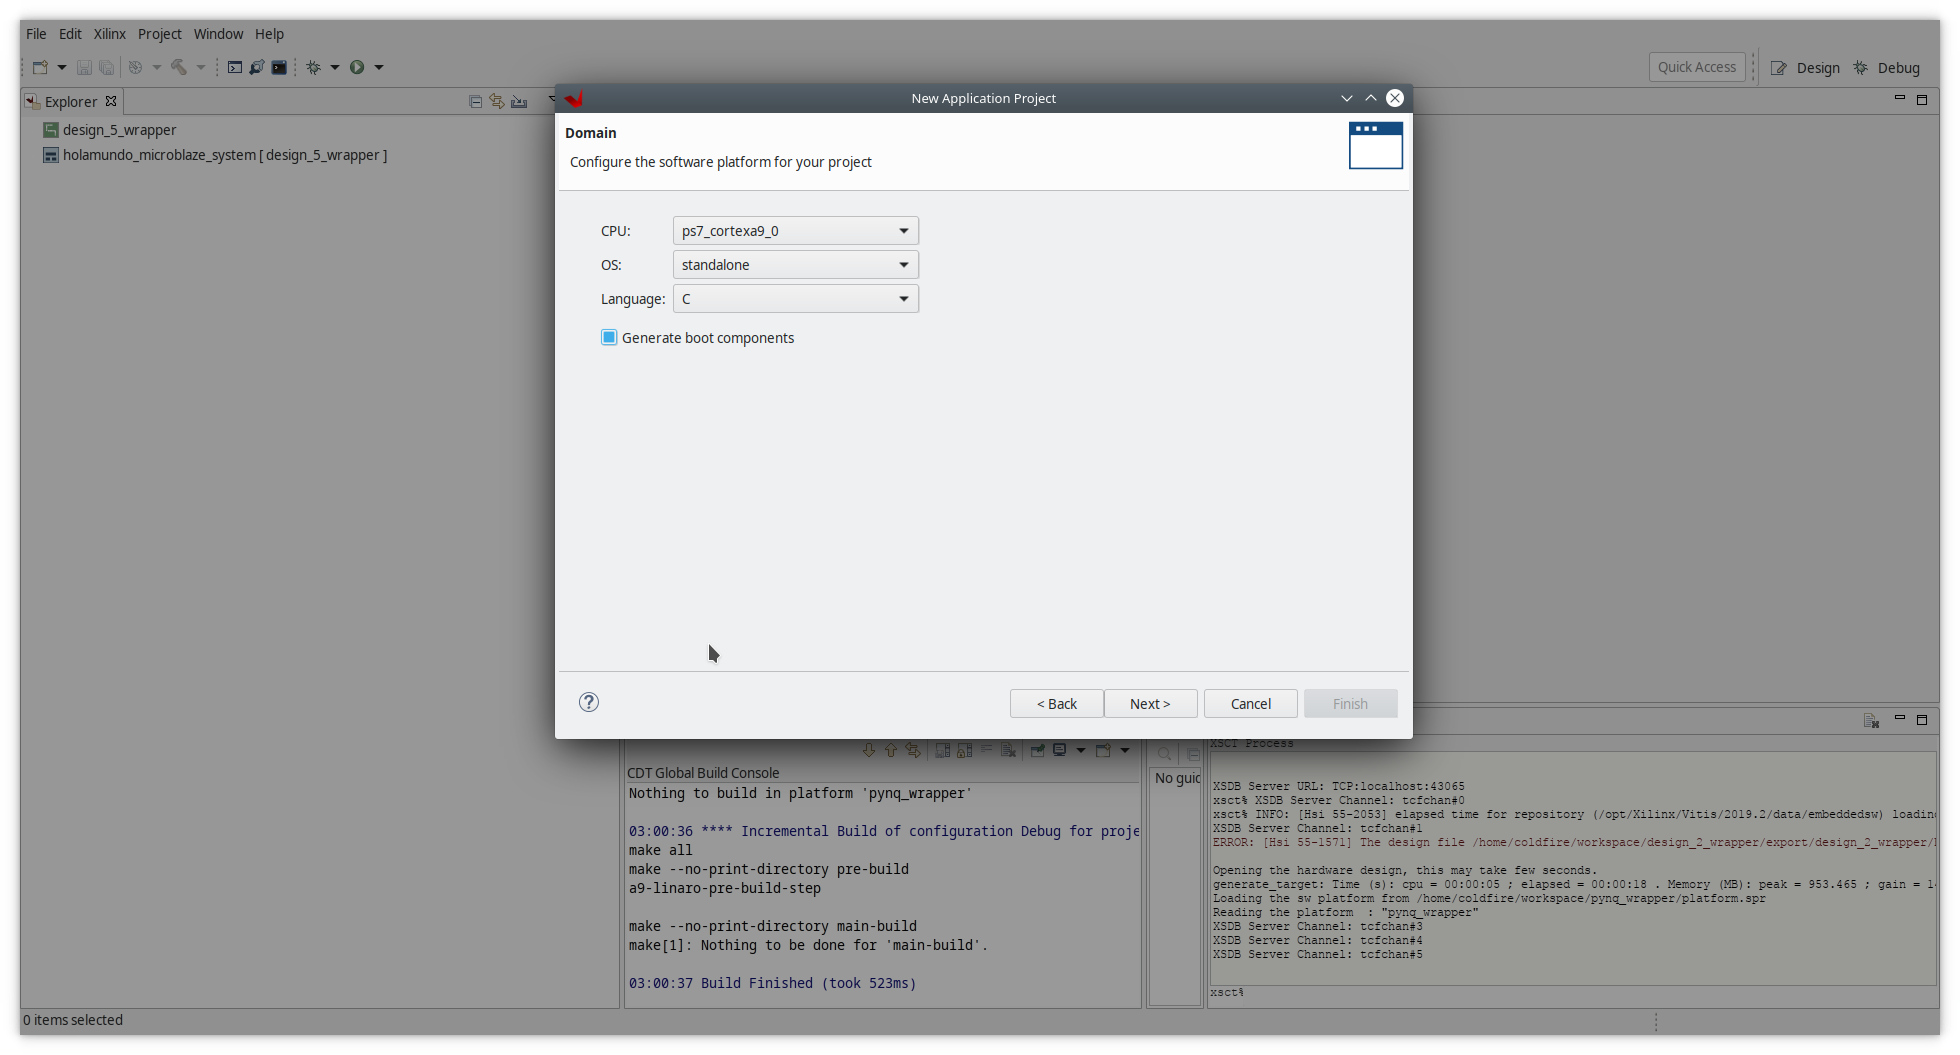 File Edit Xilinx Project Window Help
Quick Access Design Debug
Explorer
design_5_wrapper
holamundo_microblaze_system [ design_5_wrapper ]
New Application Project
Domain
Configure the software platform for your project
CPU: ps7_cortexa9_0
OS: standalone
Language: C
Generate boot components
?
< Back Next > Cancel Finish
CDT Global Build Console
Nothing to build in platform 'pynq_wrapper'
03:00:36 **** Incremental Build of configuration Debug for proje
make all
make --no-print-directory pre-build
a9-linaro-pre-build-step
make --no-print-directory main-build
make[1]: Nothing to be done for 'main-build'.
03:00:37 Build Finished (took 523ms)
No guid
XSCT Process
XSDB Server URL: TCP:localhost:43065
xsct% XSDB Server Channel: tcfchan#0
xsct% INFO: [Hsi 55-2053] elapsed time for repository (/opt/Xilinx/Vitis/2019.2/data/embeddedsw) loadin
XSDB Server Channel: tcfchan#1
ERROR: [Hsi 55-1571] The design file /home/coldfire/workspace/design_2_wrapper/export/design_2_wrapper/
Opening the hardware design, this may take few seconds.
generate_target: Time (s): cpu = 00:00:05 ; elapsed = 00:00:18 . Memory (MB): peak = 953.465 ; gain = 1
Loading the sw platform from /home/coldfire/workspace/pynq_wrapper/platform.spr
Reading the platform : "pynq_wrapper"
XSDB Server Channel: tcfchan#3
XSDB Server Channel: tcfchan#4
XSDB Server Channel: tcfchan#5
xsct%
0 items selected